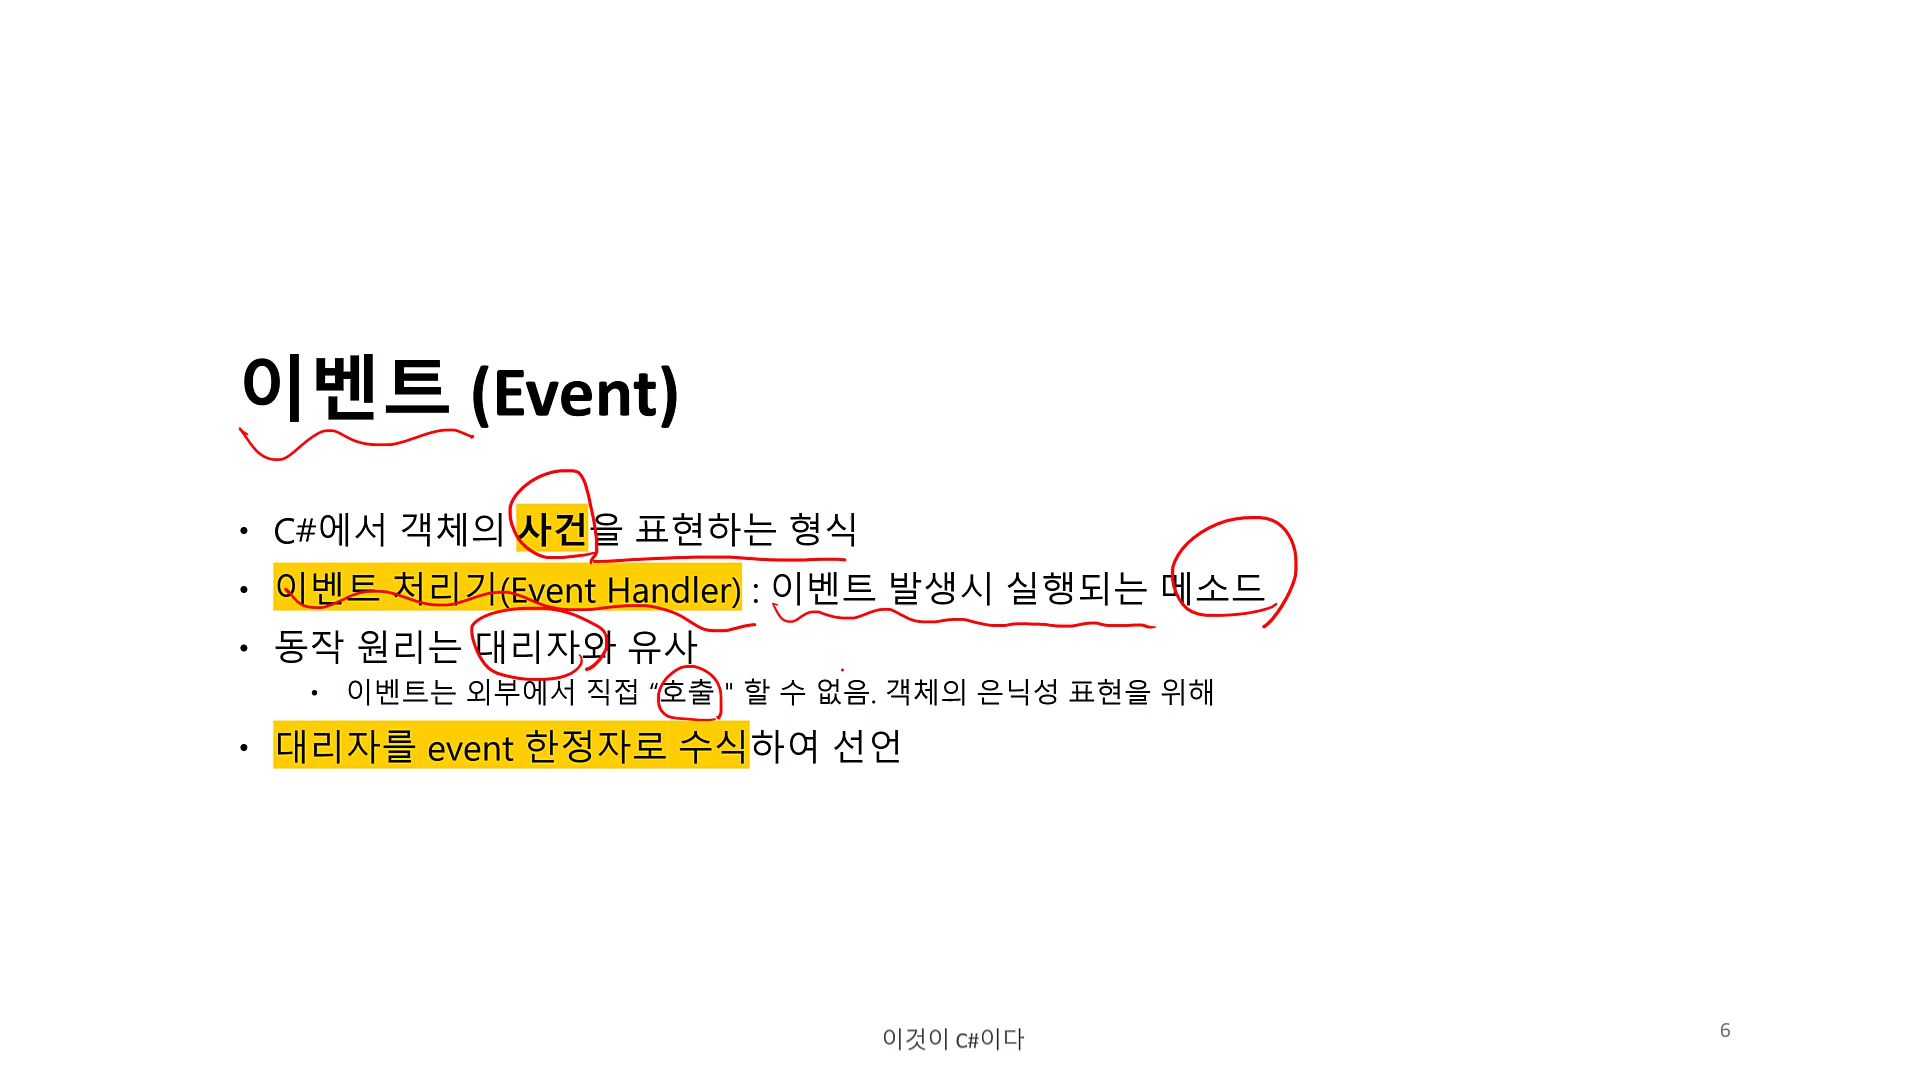 이벤트 (Event)
• C#에서 객체의 사건을 표현하는 형식
• 이벤트 처리기(Event Handler) : 이벤트 발생시 실행되는 메소드
• 동작 원리는 대리자와 유사
• 이벤트는 외부에서 직접 “호출 " 할 수 없음. 객체의 은닉성 표현을 위해
• 대리자를 event 한정자로 수식하여 선언
이것이 C#이다
6